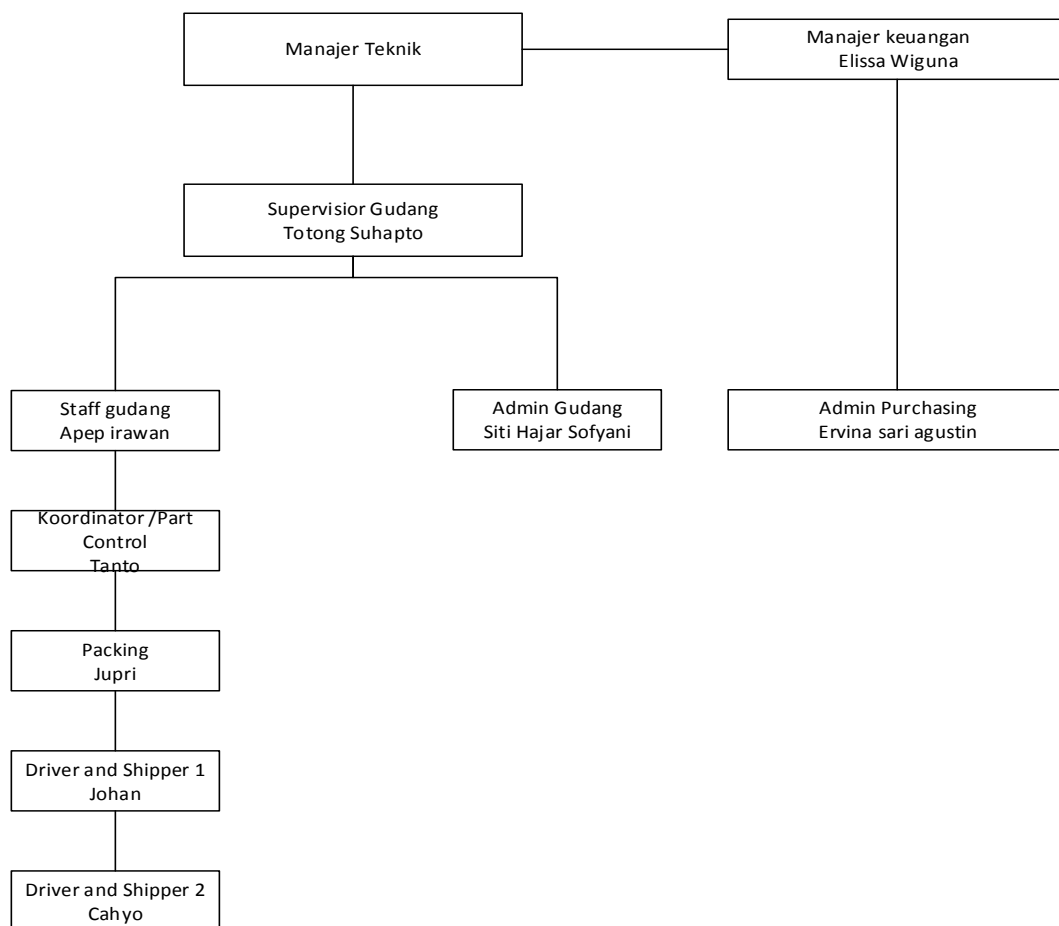 Manajer Teknik
Manajer keuangan
Elissa Wiguna
Supervisior Gudang
Totong Suhapto
Staff gudang
Apep irawan
Admin Gudang
Siti Hajar Sofyani
Admin Purchasing
Ervina sari agustin
Koordinator /Part
Control
Tanto
Packing
Jupri
Driver and Shipper 1
Johan
Driver and Shipper 2
Cahyo